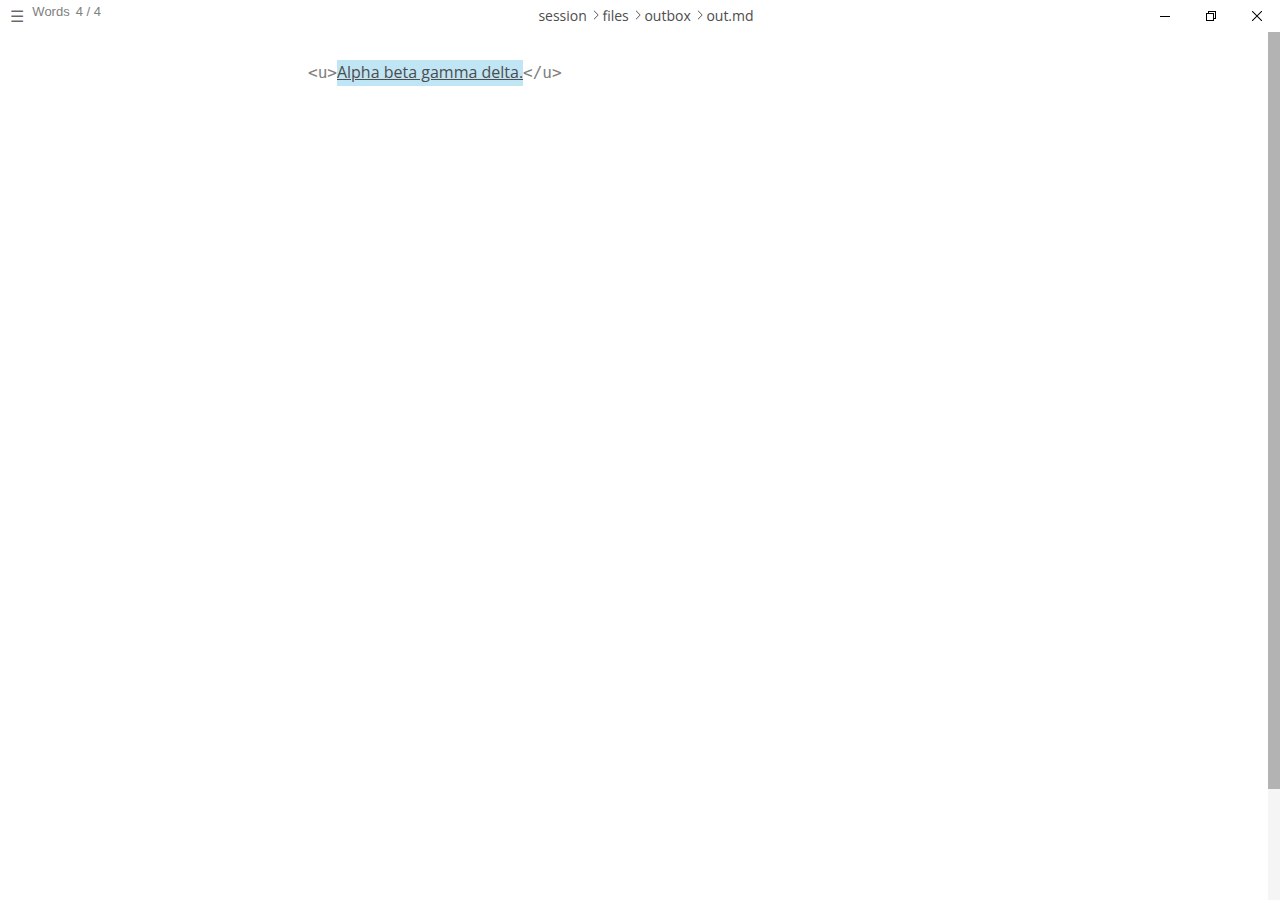 ☰ Words 4 / 4 session > files > outbox > out.md
<u>Alpha beta gamma delta.</u>